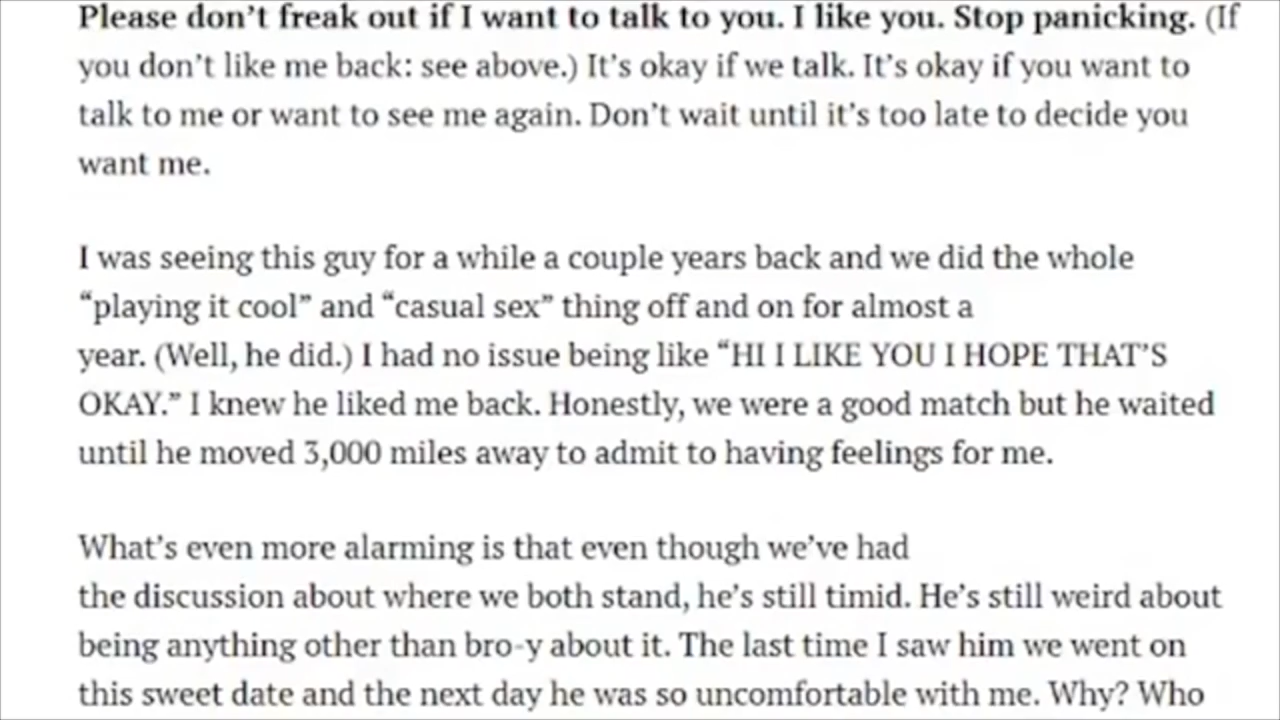 Please don’t freak out if I want to talk to you. I like you. Stop panicking. (If
you don’t like me back: see above.) It’s okay if we talk. It’s okay if you want to
talk to me or want to see me again. Don’t wait until it’s too late to decide you
want me.
I was seeing this guy for a while a couple years back and we did the whole
“playing it cool” and “casual sex” thing off and on for almost a
year. (Well, he did.) I had no issue being like “HI I LIKE YOU I HOPE THAT’S
OKAY.” I knew he liked me back. Honestly, we were a good match but he waited
until he moved 3,000 miles away to admit to having feelings for me.
What’s even more alarming is that even though we’ve had
the discussion about where we both stand, he’s still timid. He’s still weird about
being anything other than bro-y about it. The last time I saw him we went on
this sweet date and the next day he was so uncomfortable with me. Why? Who